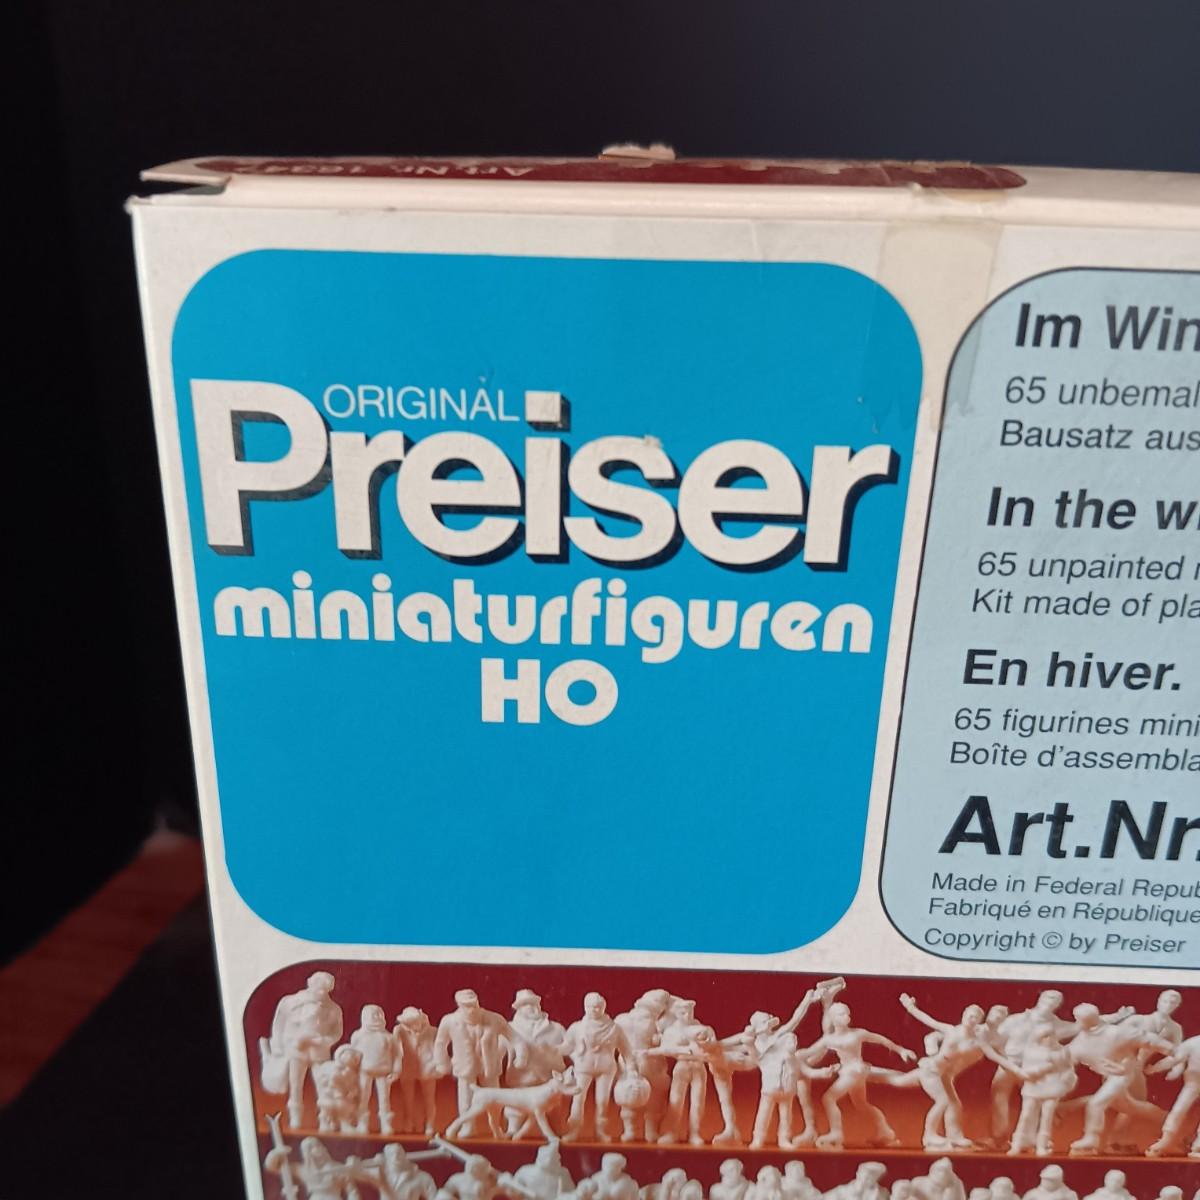 ORIGINAL
Preiser
miniaturfiguren
HO
Im Win
65 unbemal
Bausatz aus
In the wi
65 unpainted
Kit made of pla
En hiver.
65 figurines mini
Boîte d'assembla
Art.Nr.
Made in Federal Repub
Fabriqué en République
Copyright © by Preiser